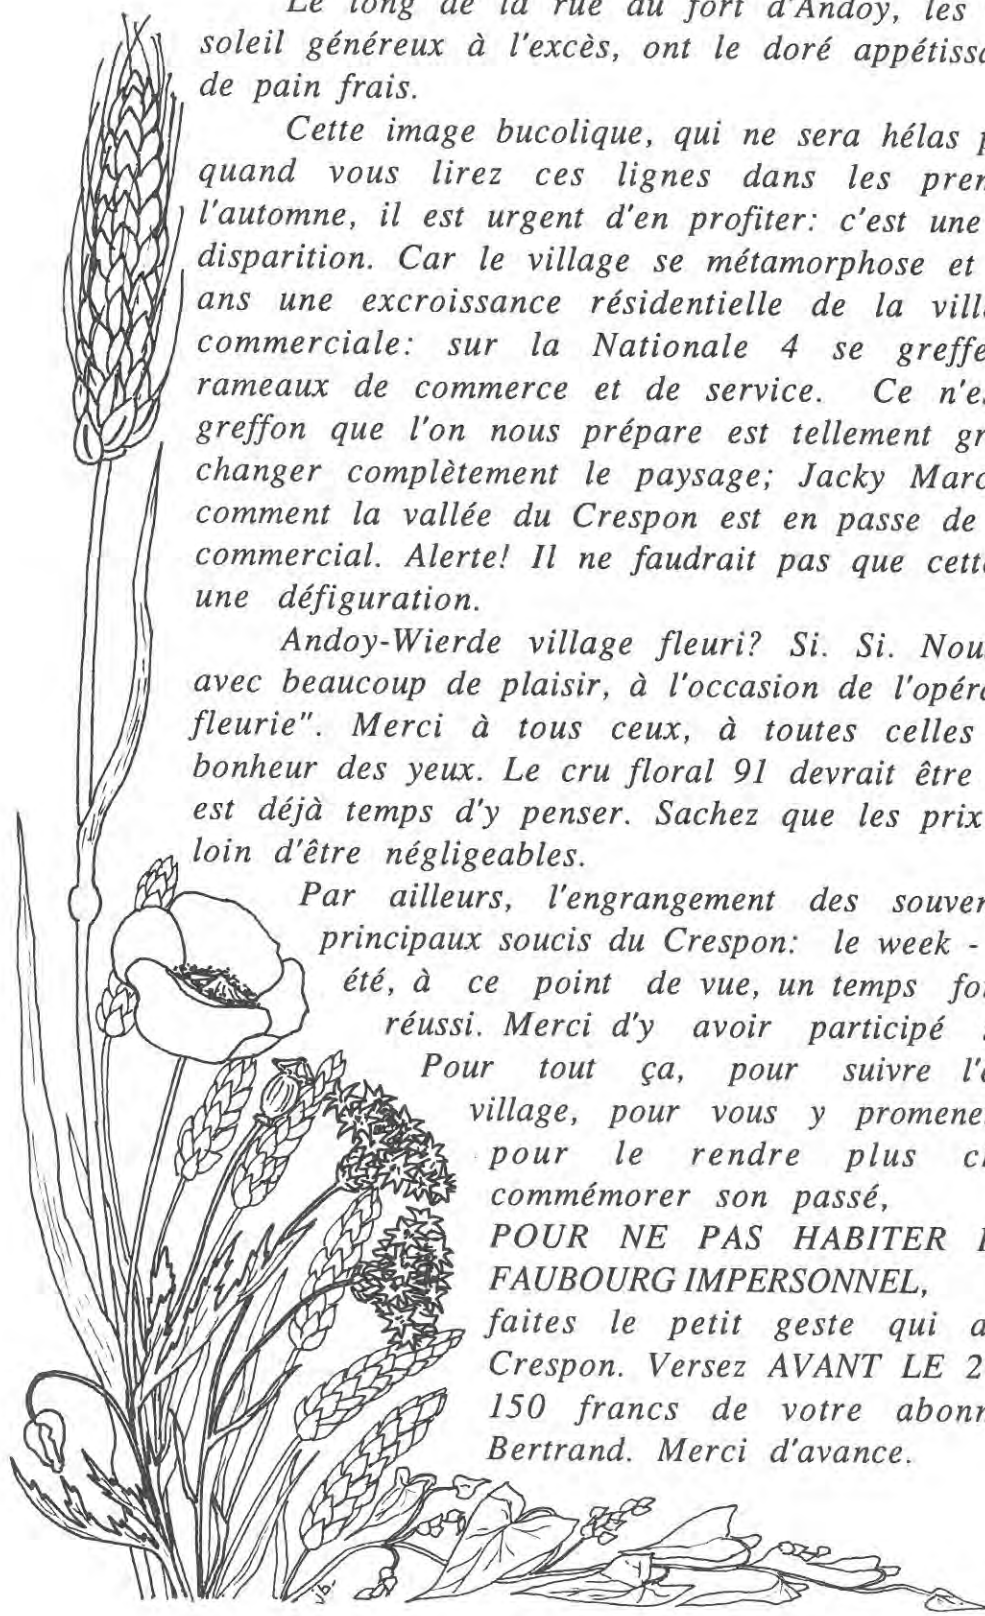 Le long de la rue du fort d'Andoy, les
soleil généreux à l'excès, ont le doré appétiss
de pain frais.
Cette image bucolique, qui ne sera hélas p
quand vous lirez ces lignes dans les pre
l'automne, il est urgent d'en profiter: c'est une
disparition. Car le village se métamorphose et
ans une excroissance résidentielle de la vill
commerciale: sur la Nationale 4 se greffe
rameaux de commerce et de service. Ce n'es
greffon que l'on nous prépare est tellement gr
changer complètement le paysage; Jacky Marc
comment la vallée du Crespon est en passe de
commercial. Alerte! Il ne faudrait pas que cett
une défiguration.
Andoy-Wierde village fleuri? Si. Si. Nou
avec beaucoup de plaisir, à l'occasion de l'opér
fleurie". Merci à tous ceux, à toutes celles
bonheur des yeux. Le cru floral 91 devrait être
est déjà temps d'y penser. Sachez que les prix
loin d'être négligeables.
Par ailleurs, l'engrangement des souve
principaux soucis du Crespon: le week -
été, à ce point de vue, un temps fo
réussi. Merci d'y avoir participé
Pour tout ça, pour suivre l'
village, pour vous y promene
pour le rendre plus c
commémorer son passé,
POUR NE PAS HABITER
FAUBOURG IMPERSONNEL,
faites le petit geste qui a
Crespon. Versez AVANT LE 2
150 francs de votre abon
Bertrand. Merci d'avance.
jb.